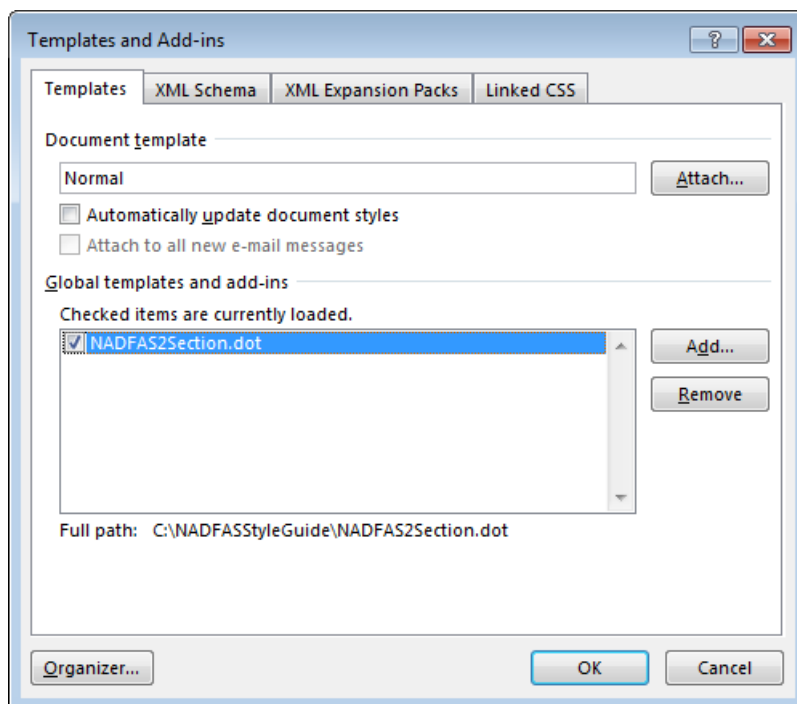 Templates and Add-ins
Templates XML Schema XML Expansion Packs Linked CSS
Document template
Normal Attach...
Automatically update document styles
Attach to all new e-mail messages
Global templates and add-ins
Checked items are currently loaded.
NADFAS2Section.dot Add...
Remove
Full path: C:\NADFASStyleGuide\NADFAS2Section.dot
Organizer... OK Cancel